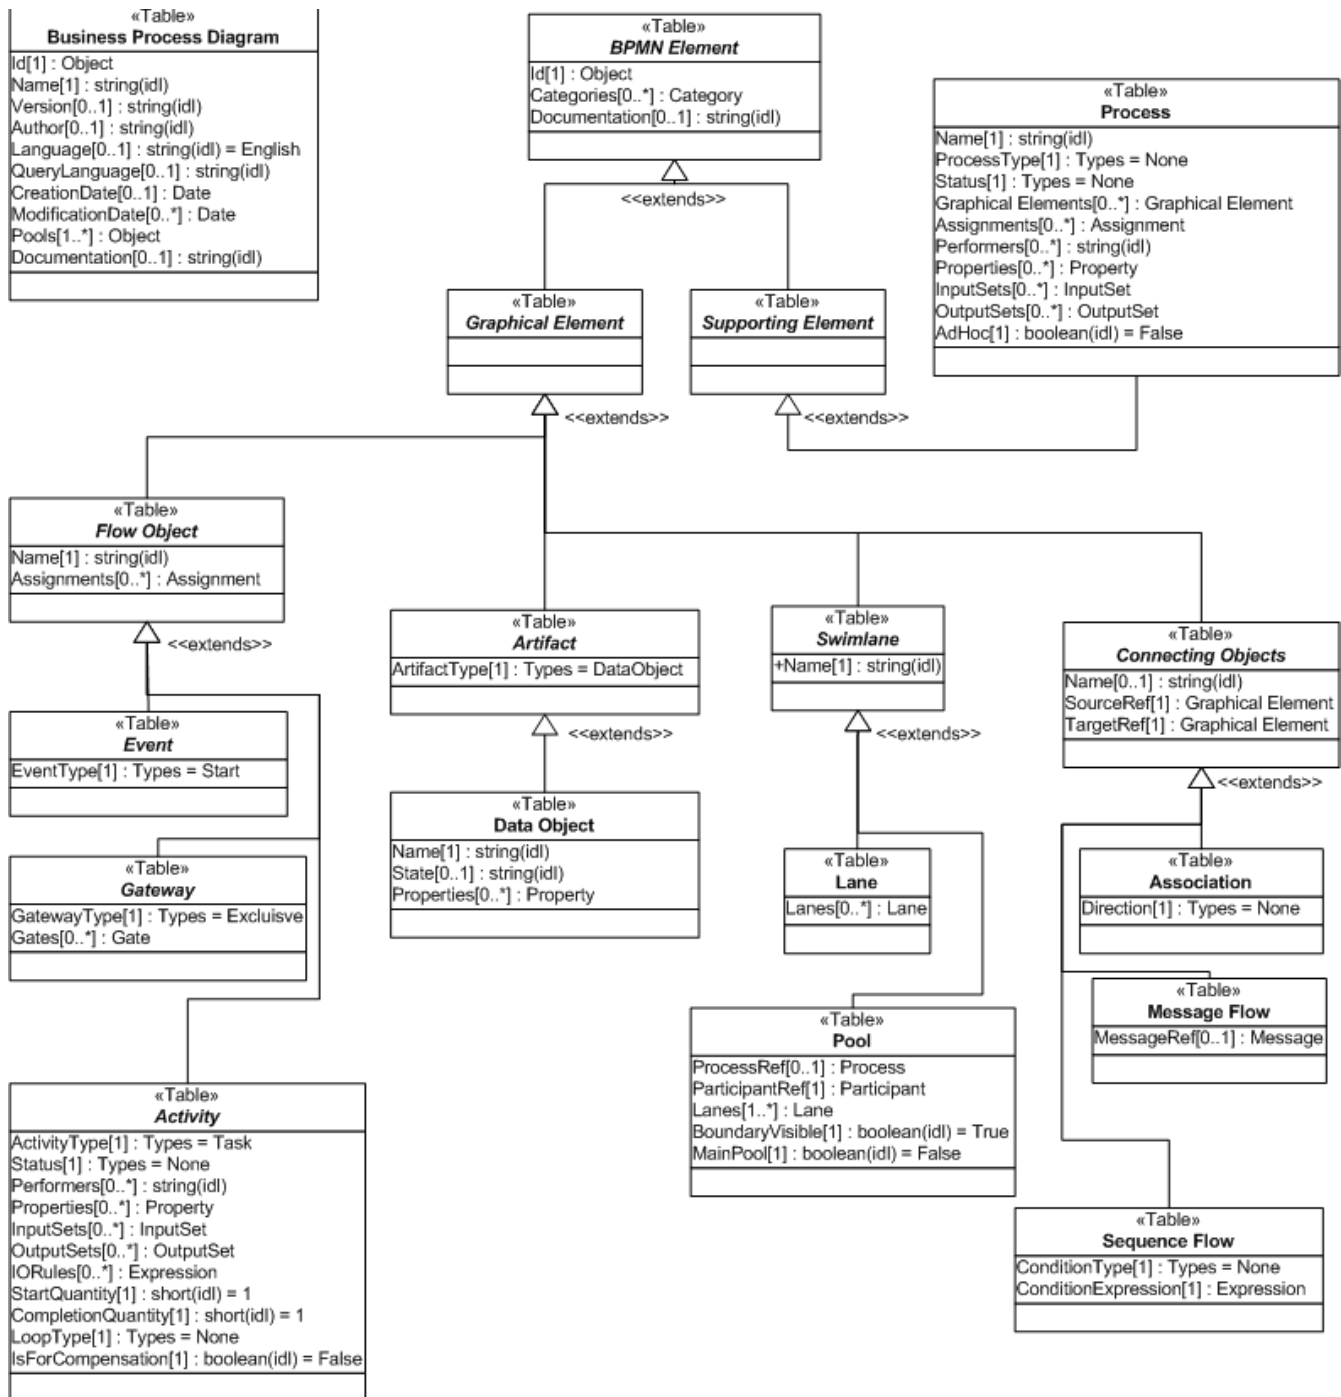 «Table»
Business Process Diagram
Id[1] : Object
Name[1] : string(idl)
Version[0..1] : string(idl)
Author[0..1] : string(idl)
Language[0..1] : string(idl) = English
QueryLanguage[0..1] : string(idl)
CreationDate[0..1] : Date
ModificationDate[0..*] : Date
Pools[1..*] : Object
Documentation[0..1] : string(idl)
«Table»
BPMN Element
Id[1] : Object
Categories[0..*] : Category
Documentation[0..1] : string(idl)
<<extends>>
«Table»
Process
Name[1] : string(idl)
ProcessType[1] : Types = None
Status[1] : Types = None
Graphical Elements[0..*] : Graphical Element
Assignments[0..*] : Assignment
Performers[0..*] : string(idl)
Properties[0..*] : Property
InputSets[0..*] : InputSet
OutputSets[0..*] : OutputSet
AdHoc[1] : boolean(idl) = False
«Table»
Graphical Element
<<extends>>
«Table»
Supporting Element
<<extends>>
«Table»
Flow Object
Name[1] : string(idl)
Assignments[0..*] : Assignment
<<extends>>
«Table»
Artifact
ArtifactType[1] : Types = DataObject
<<extends>>
«Table»
Swimlane
+Name[1] : string(idl)
<<extends>>
«Table»
Connecting Objects
Name[0..1] : string(idl)
SourceRef[1] : Graphical Element
TargetRef[1] : Graphical Element
<<extends>>
«Table»
Event
EventType[1] : Types = Start
«Table»
Data Object
Name[1] : string(idl)
State[0..1] : string(idl)
Properties[0..*] : Property
«Table»
Lane
Lanes[0..*] : Lane
«Table»
Association
Direction[1] : Types = None
«Table»
Gateway
GatewayType[1] : Types = Excluisve
Gates[0..*] : Gate
«Table»
Message Flow
MessageRef[0..1] : Message
«Table»
Pool
ProcessRef[0..1] : Process
ParticipantRef[1] : Participant
Lanes[1..*] : Lane
BoundaryVisible[1] : boolean(idl) = True
MainPool[1] : boolean(idl) = False
«Table»
Activity
ActivityType[1] : Types = Task
Status[1] : Types = None
Performers[0..*] : string(idl)
Properties[0..*] : Property
InputSets[0..*] : InputSet
OutputSets[0..*] : OutputSet
IORules[0..*] : Expression
StartQuantity[1] : short(idl) = 1
CompletionQuantity[1] : short(idl) = 1
LoopType[1] : Types = None
IsForCompensation[1] : boolean(idl) = False
«Table»
Sequence Flow
ConditionType[1] : Types = None
ConditionExpression[1] : Expression